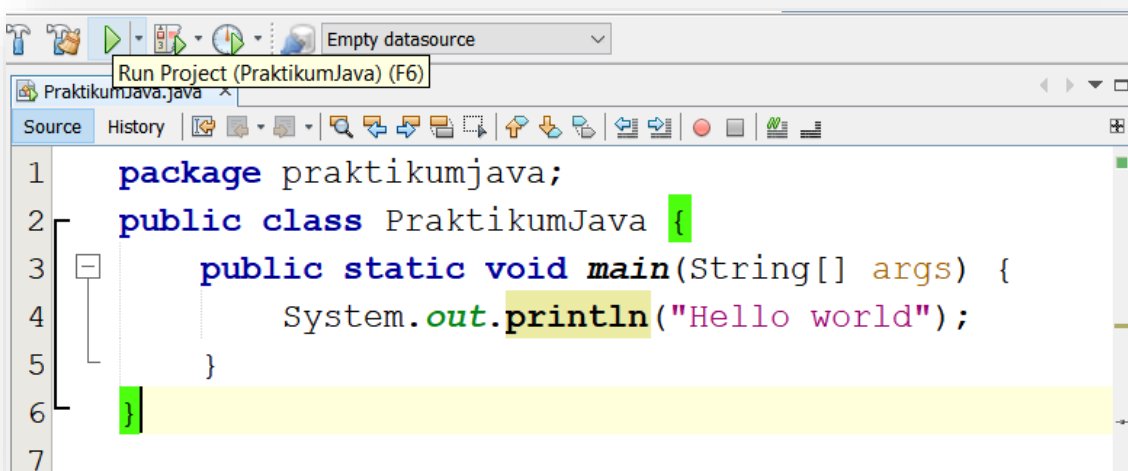 Empty datasource
Run Project (PraktikumJava) (F6)
PraktikumJava.java ×
Source History
1 package praktikumjava;
2 public class PraktikumJava {
3 public static void main(String[] args) {
4 System.out.println("Hello world");
5 }
6 }
7